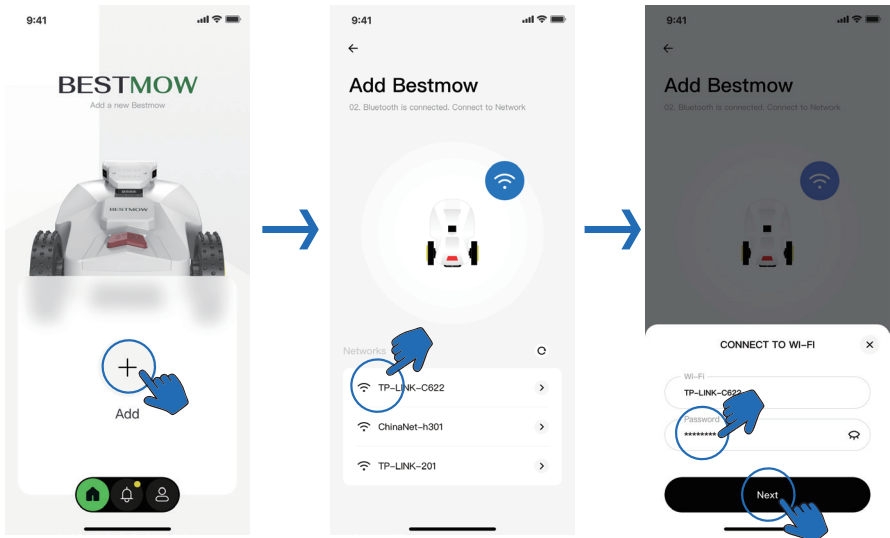 9:41
BESTMOW
Add a new Bestmow
BESTMOW
Add
9:41
Add Bestmow
02. Bluetooth is connected. Connect to Network
Networks
TP-LINK-C622
ChinaNet-h301
TP-LINK-201
9:41
Add Bestmow
02. Bluetooth is connected. Connect to Network
CONNECT TO WI-FI
Wi-Fi
TP-LINK-C622
Password
********
Next